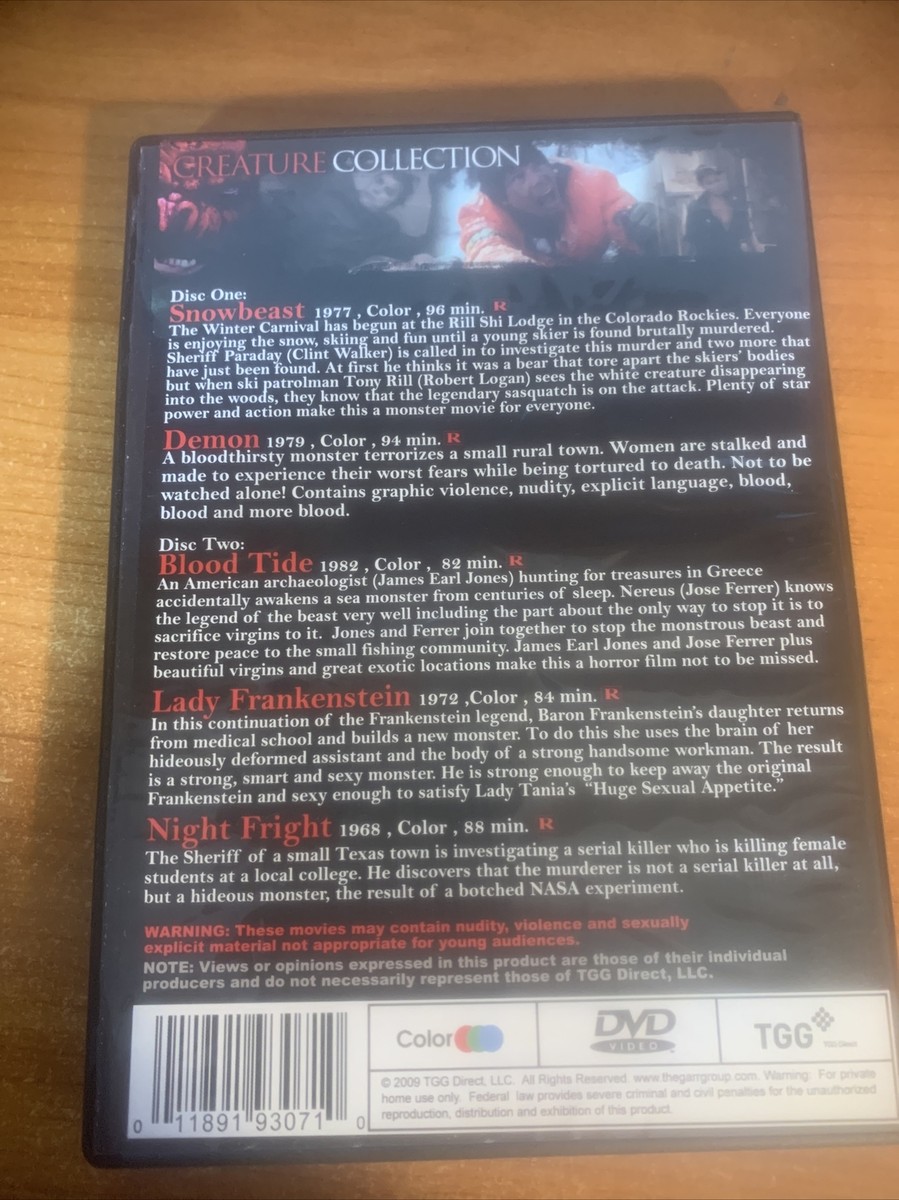 CREATURE COLLECTION
Disc One:
Snowbeast 1977 , Color , 96 min. R
The Winter Carnival has begun at the Rill Shi Lodge in the Colorado Rockies. Everyone
is enjoying the snow, skiing and fun until a young skier is found brutally murdered.
Sheriff Paraday (Clint Walker) is called in to investigate this murder and two more that
have just been found. At first he thinks it was a bear that tore apart the skiers' bodies
but when ski patrolman Tony Rill (Robert Logan) sees the white creature disappearing
into the woods, they know that the legendary sasquatch is on the attack. Plenty of star
power and action make this a monster movie for everyone.
Demon 1979 , Color , 94 min. R
A bloodthirsty monster terrorizes a small rural town. Women are stalked and
made to experience their worst fears while being tortured to death. Not to be
watched alone! Contains graphic violence, nudity, explicit language, blood,
blood and more blood.
Disc Two:
Blood Tide 1982 , Color , 82 min. R
An American archaeologist (James Earl Jones) hunting for treasures in Greece
accidentally awakens a sea monster from centuries of sleep. Nereus (Jose Ferrer) knows
the legend of the beast very well including the part about the only way to stop it is to
sacrifice virgins to it. Jones and Ferrer join together to stop the monstrous beast and
restore peace to the small fishing community. James Earl Jones and Jose Ferrer plus
beautiful virgins and great exotic locations make this a horror film not to be missed.
Lady Frankenstein 1972 ,Color , 84 min. R
In this continuation of the Frankenstein legend, Baron Frankenstein's daughter returns
from medical school and builds a new monster. To do this she uses the brain of her
hideously deformed assistant and the body of a strong handsome workman. The result
is a strong, smart and sexy monster. He is strong enough to keep away the original
Frankenstein and sexy enough to satisfy Lady Tania's "Huge Sexual Appetite."
Night Fright 1968 , Color , 88 min. R
The Sheriff of a small Texas town is investigating a serial killer who is killing female
students at a local college. He discovers that the murderer is not a serial killer at all,
but a hideous monster, the result of a botched NASA experiment.
WARNING: These movies may contain nudity, violence and sexually
explicit material not appropriate for young audiences.
NOTE: Views or opinions expressed in this product are those of their individual
producers and do not necessarily represent those of TGG Direct, LLC.
Color
DVD
VIDEO
TGG
TGG Direct
© 2009 TGG Direct, LLC. All Rights Reserved. www.thegarrgroup.com. Warning: For private
home use only. Federal law provides severe criminal and civil penalties for the unauthorized
reproduction, distribution and exhibition of this product.
0 11891 93071 0